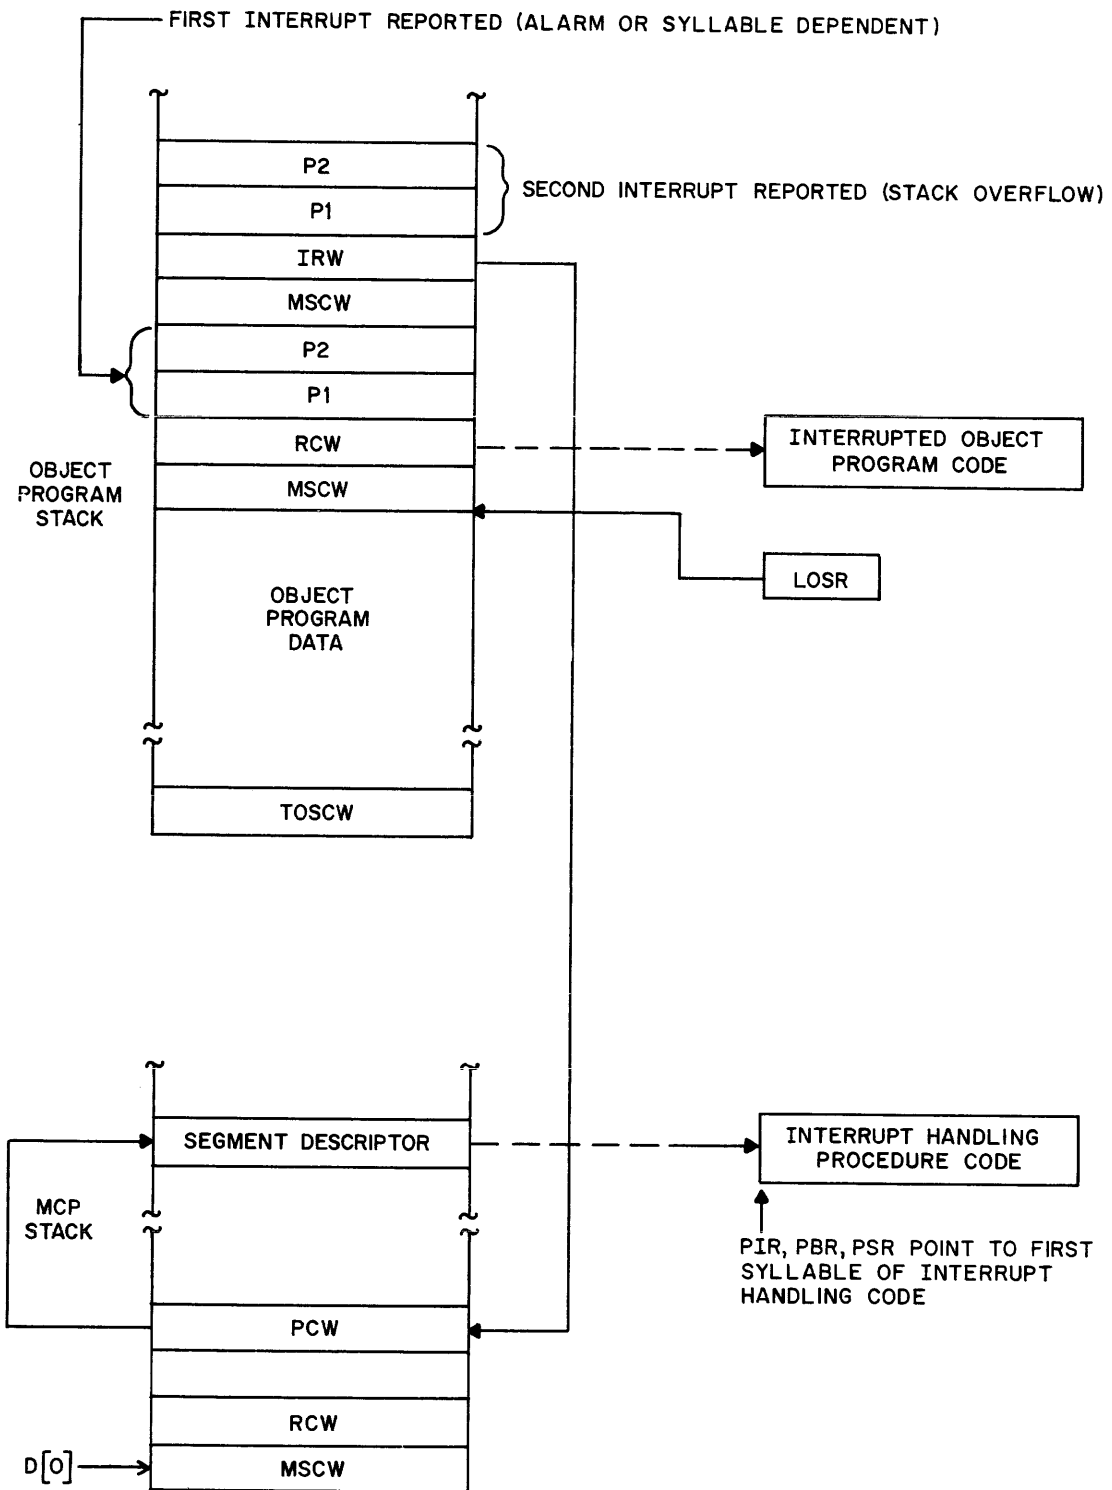 FIRST INTERRUPT REPORTED (ALARM OR SYLLABLE DEPENDENT)
P2
P1
SECOND INTERRUPT REPORTED (STACK OVERFLOW)
IRW
MSCW
P2
P1
RCW
INTERRUPTED OBJECT
PROGRAM CODE
OBJECT
PROGRAM
STACK
MSCW
LOSR
OBJECT
PROGRAM
DATA
TOSCW
SEGMENT DESCRIPTOR
INTERRUPT HANDLING
PROCEDURE CODE
MCP
STACK
PIR, PBR, PSR POINT TO FIRST
SYLLABLE OF INTERRUPT
HANDLING CODE
PCW
RCW
D[0]
MSCW